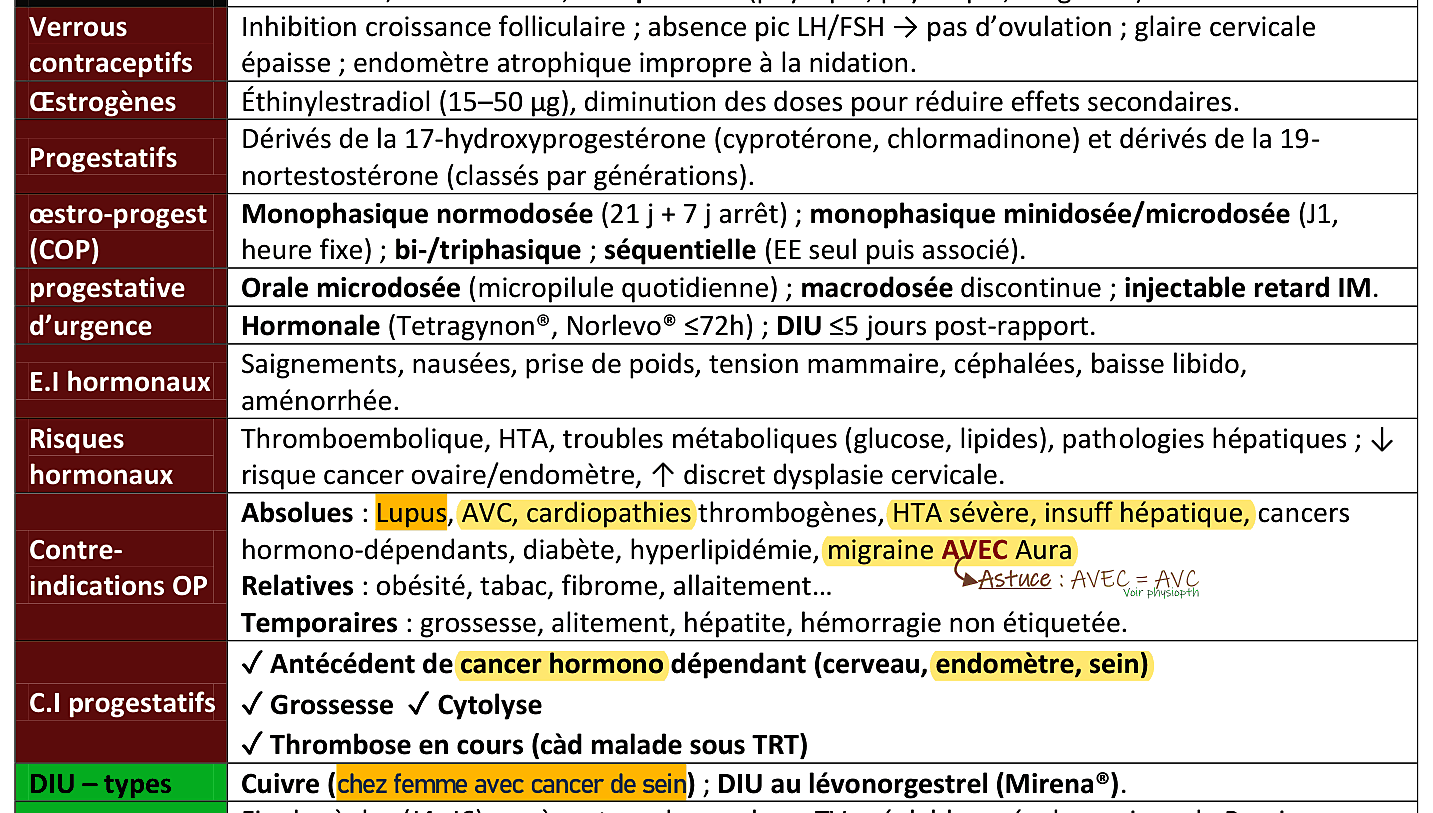 Verrous contraceptifs
Inhibition croissance folliculaire ; absence pic LH/FSH → pas d’ovulation ; glaire cervicale
épaisse ; endomètre atrophique impropre à la nidation.
Œstrogènes
Éthinylestradiol (15–50 µg), diminution des doses pour réduire effets secondaires.
Progestatifs
Dérivés de la 17-hydroxyprogestérone (cyprotérone, chlormadinone) et dérivés de la 19-
nortestostérone (classés par générations).
œstro-progest
(COP)
Monophasique normodosée (21 j + 7 j arrêt) ; monophasique minidosée/microdosée (J1,
heure fixe) ; bi-/triphasique ; séquentielle (EE seul puis associé).
progestative
Orale microdosée (micropilule quotidienne) ; macrodosée discontinue ; injectable retard IM.
d’urgence
Hormonale (Tetragynon®, Norlevo® ≤72h) ; DIU ≤5 jours post-rapport.
E.I hormonaux
Saignements, nausées, prise de poids, tension mammaire, céphalées, baisse libido,
aménorrhée.
Risques
hormonaux
Thromboembolique, HTA, troubles métaboliques (glucose, lipides), pathologies hépatiques ; ↓
risque cancer ovaire/endomètre, ↑ discret dysplasie cervicale.
Contre-
indications OP
Absolues : Lupus, AVC, cardiopathies thrombogènes, HTA sévère, insuff hépatique, cancers
hormono-dépendants, diabète, hyperlipidémie, migraine AVEC Aura
Relatives : obésité, tabac, fibrome, allaitement…
Astuce : AVEC = AVC
Voir physiopth
Temporaires : grossesse, alitement, hépatite, hémorragie non étiquetée.
C.I progestatifs
✓ Antécédent de cancer hormono dépendant (cerveau, endomètre, sein)
✓ Grossesse ✓ Cytolyse
✓ Thrombose en cours (càd malade sous TRT)
DIU – types
Cuivre (chez femme avec cancer de sein) ; DIU au lévonorgestrel (Mirena®).